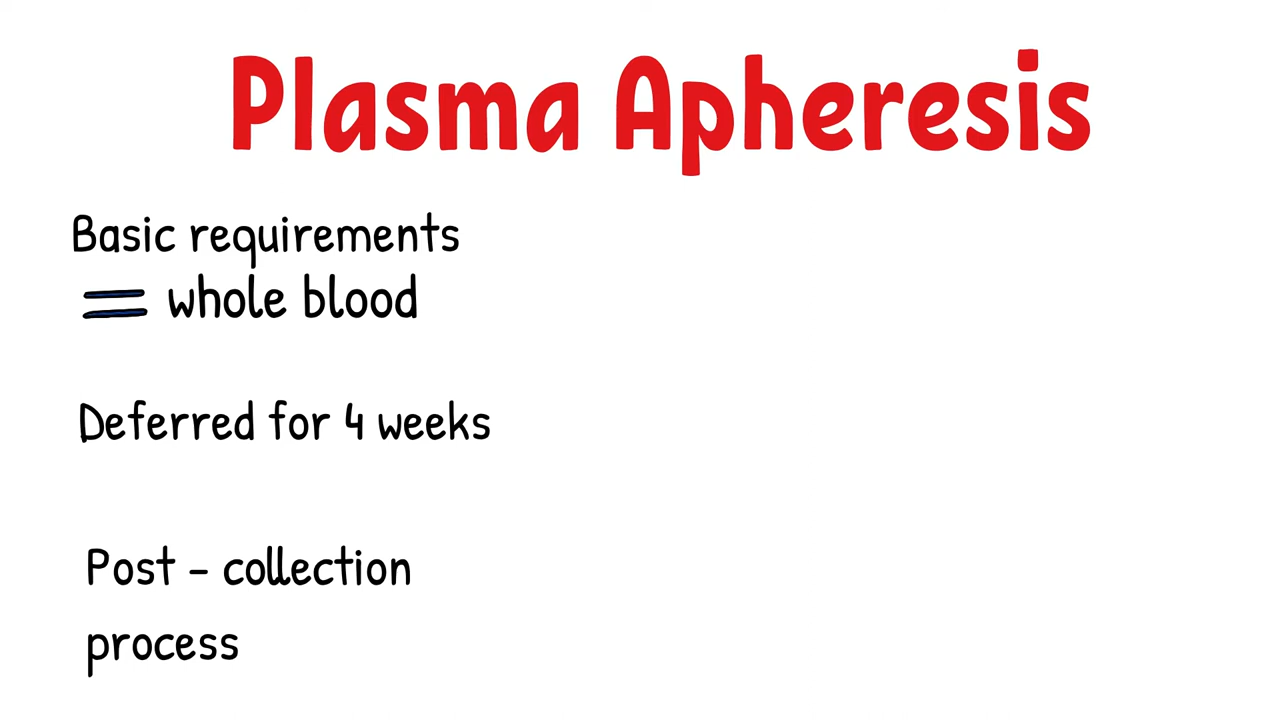 Plasma Apheresis
Basic requirements
= whole blood
Deferred for 4 weeks
Post - collection
process